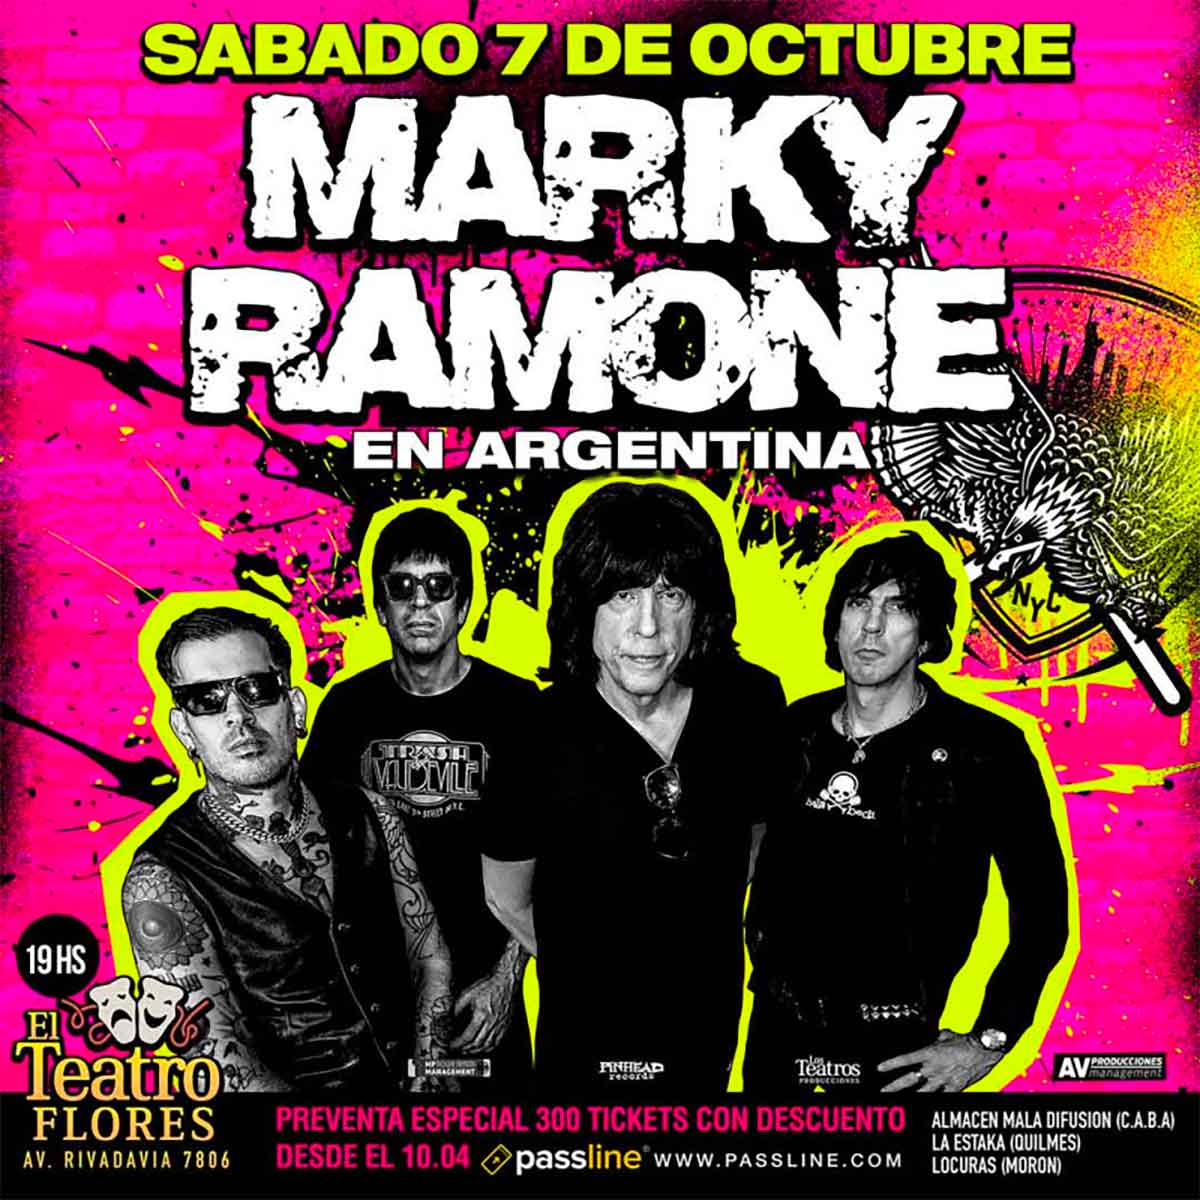 SABADO 7 DE OCTUBRE
MARKY
RAMONE
EN ARGENTINA
NYC
TRASH
VAUDEVILLE
19 HS
El
Teatro
FLORES
AV. RIVADAVIA 7806
MANAGEMENT
PINHEAD
records
Los
Teatros
PRODUCCIONES
AV PRODUCCIONES
management
PREVENTA ESPECIAL 300 TICKETS CON DESCUENTO
DESDE EL 10.04 passline® WWW.PASSLINE.COM
ALMACEN MALA DIFUSION (C.A.B.A)
LA ESTAKA (QUILMES)
LOCURAS (MORON)